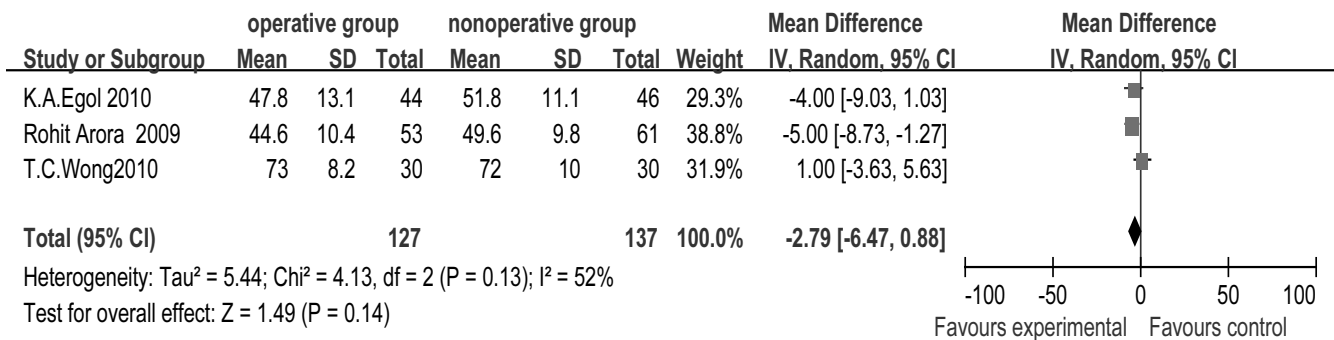 operative group nonoperative group Mean Difference Mean Difference
Study or Subgroup Mean SD Total Mean SD Total Weight IV, Random, 95% CI IV, Random, 95% CI
K.A.Egol 2010 47.8 13.1 44 51.8 11.1 46 29.3% -4.00 [-9.03, 1.03]
Rohit Arora 2009 44.6 10.4 53 49.6 9.8 61 38.8% -5.00 [-8.73, -1.27]
T.C.Wong2010 73 8.2 30 72 10 30 31.9% 1.00 [-3.63, 5.63]
Total (95% CI) 127 137 100.0% -2.79 [-6.47, 0.88]
Heterogeneity: Tau² = 5.44; Chi² = 4.13, df = 2 (P = 0.13); I² = 52%
Test for overall effect: Z = 1.49 (P = 0.14)
-100 -50 0 50 100
Favours experimental Favours control